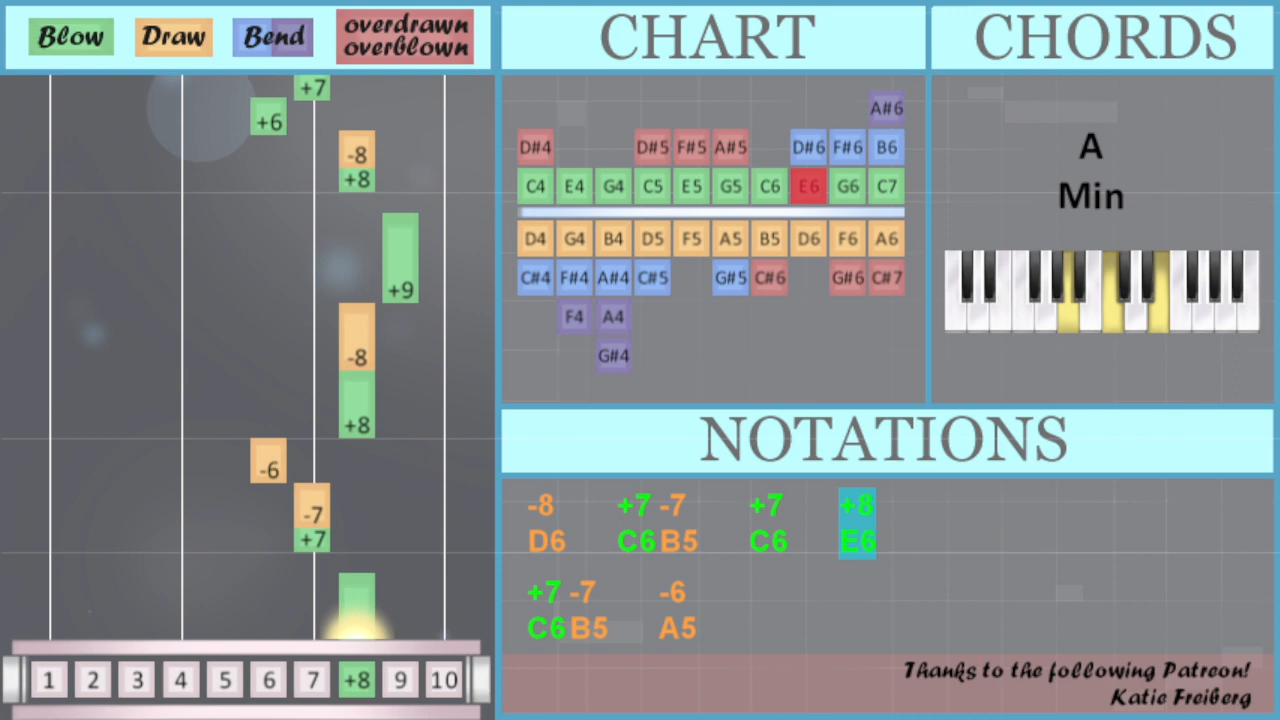 Blow Draw Bend overdrawn
overblown
CHART
CHORDS
+7
+6
-8
+8
+9
-8
+8
-6
-7
+7
1 2 3 4 5 6 7 +8 9 10
A#6
D#4 D#5 F#5 A#5 D#6 F#6 B6
C4 E4 G4 C5 E5 G5 C6 E6 G6 C7
D4 G4 B4 D5 F5 A5 B5 D6 F6 A6
C#4 F#4 A#4 C#5 G#5 C#6 G#6 C#7
F4 A4
G#4
A
Min
NOTATIONS
-8 +7 -7 +7 +8
D6 C6 B5 C6 E6
+7 -7 -6
C6 B5 A5
Thanks to the following Patreon!
Katie Freiberg